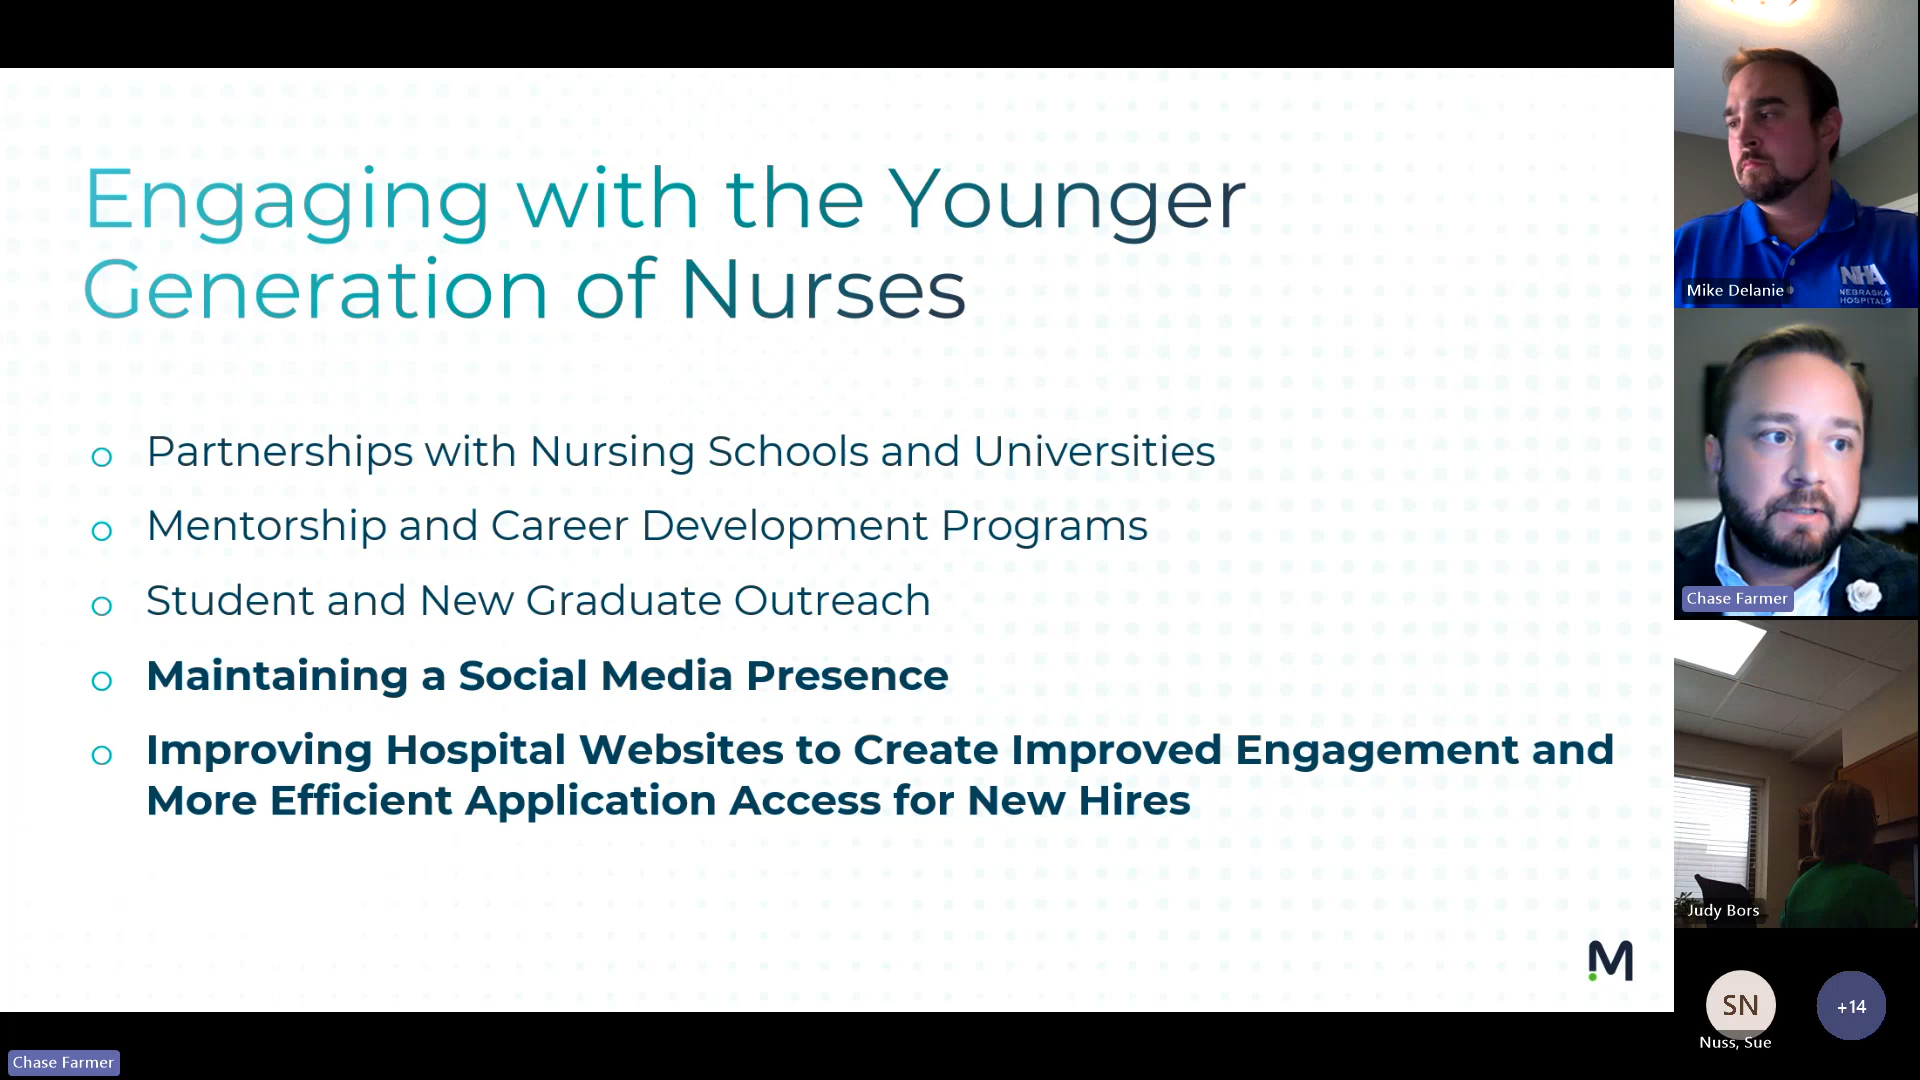 Engaging with the Younger
Generation of Nurses
Partnerships with Nursing Schools and Universities
Mentorship and Career Development Programs
Student and New Graduate Outreach
Maintaining a Social Media Presence
Improving Hospital Websites to Create Improved Engagement and
More Efficient Application Access for New Hires
M
Chase Farmer
NHA
NEBRASKA
HOSPITALS
Mike Delanie
Chase Farmer
Judy Bors
SN
Nuss, Sue
+14